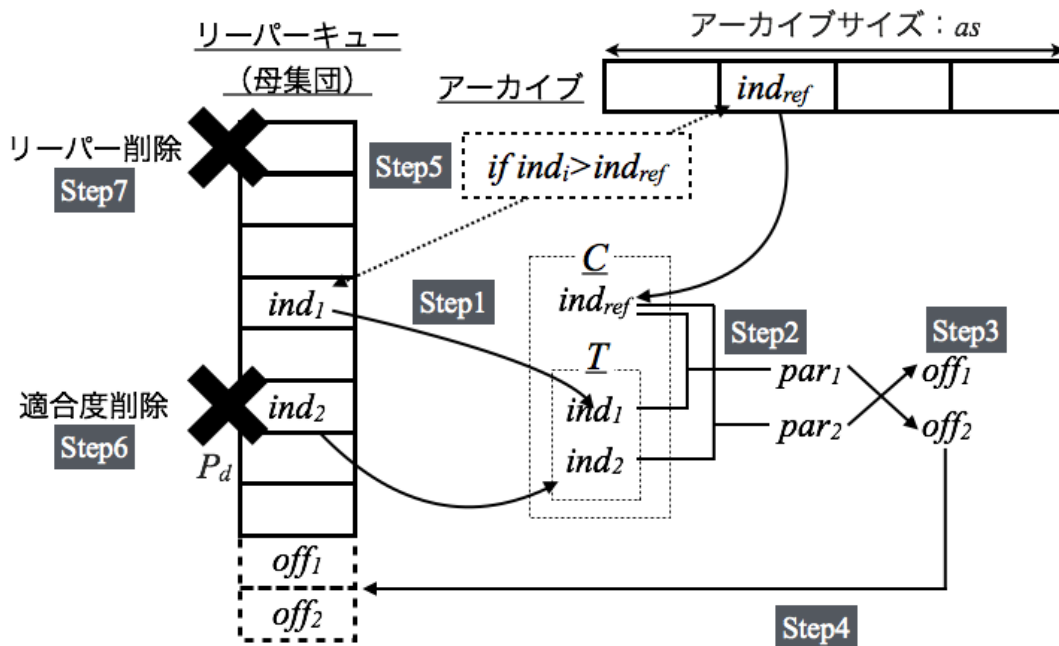 リーパーキュー
（母集団）
アーカイブサイズ：as
アーカイブ
ind_ref
リーパー削除
Step7
Step5
if ind_i>ind_ref
ind_1
Step1
C
ind_ref
T
ind_1
ind_2
Step2
Step3
par_1
par_2
off_1
off_2
適合度削除
Step6
P_d
ind_2
off_1
off_2
Step4